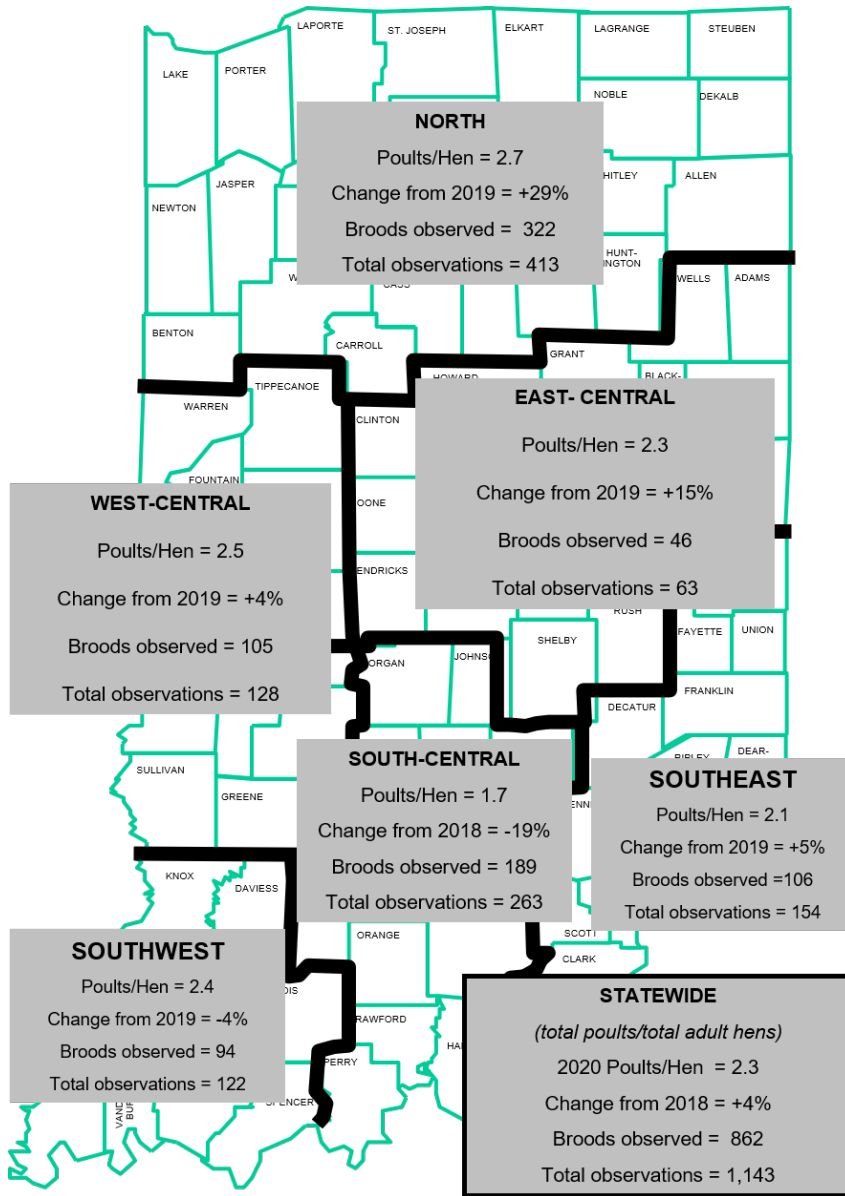 LAPORTE
ST. JOSEPH
ELKART
LAGRANGE
STEUBEN
LAKE
PORTER
NOBLE
DEKALB
NORTH
Poults/Hen = 2.7
Change from 2019 = +29%
Broods observed = 322
Total observations = 413
JASPER
NEWTON
HITLEY
ALLEN
HUNT-
INGTON
W
CASS
WELLS
ADAMS
BENTON
CARROLL
GRANT
HOWARD
BLACK-
TIPPECANOE
WARREN
CLINTON
EAST- CENTRAL
Poults/Hen = 2.3
Change from 2019 = +15%
Broods observed = 46
Total observations = 63
FOUNTAIN
OONE
ENDRICKS
WEST-CENTRAL
Poults/Hen = 2.5
Change from 2019 = +4%
Broods observed = 105
Total observations = 128
RUSH
SHELBY
FAYETTE
UNION
ORGAN
JOHNS
FRANKLIN
DECATUR
RIPLEY
DEAR-
SULLIVAN
GREENE
SOUTH-CENTRAL
Poults/Hen = 1.7
Change from 2018 = -19%
Broods observed = 189
Total observations = 263
ENN
SOUTHEAST
Poults/Hen = 2.1
Change from 2019 = +5%
Broods observed =106
Total observations = 154
KNOX
DAVIESS
ORANGE
SCOTT
CLARK
SOUTHWEST
Poults/Hen = 2.4
Change from 2019 = -4%
Broods observed = 94
Total observations = 122
OIS
RAWFORD
HA
PERRY
SPENCER
VAND
BUR
STATEWIDE
(total poults/total adult hens)
2020 Poults/Hen = 2.3
Change from 2018 = +4%
Broods observed = 862
Total observations = 1,143